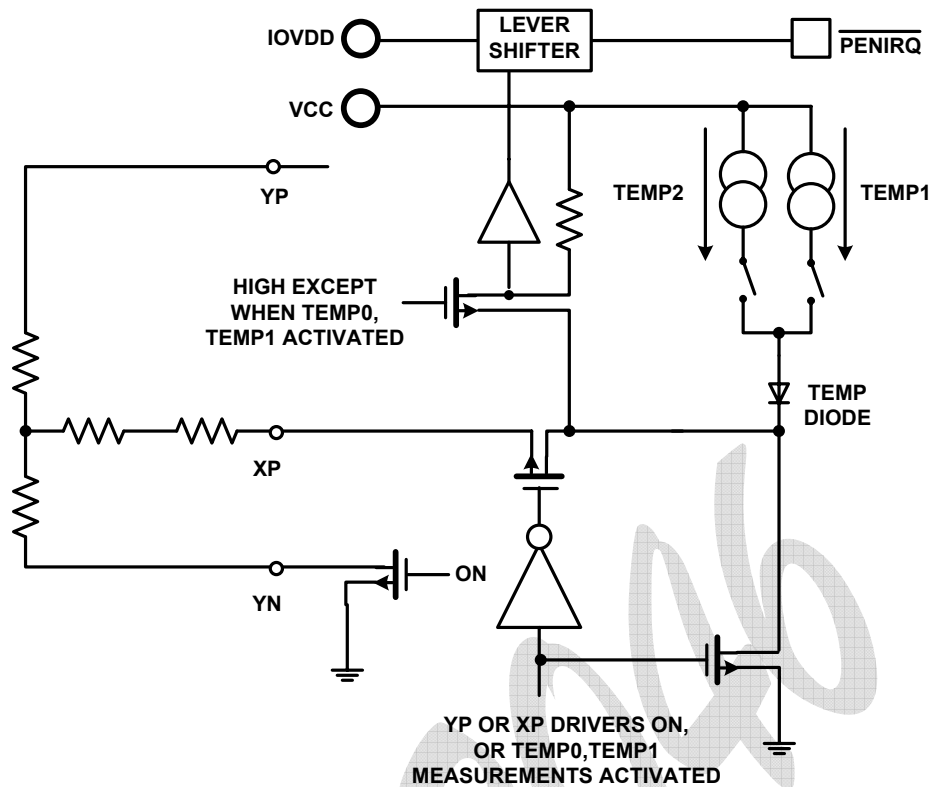 IOVDD
LEVER
SHIFTER
PENIRQ
VCC
YP
TEMP2
TEMP1
HIGH EXCEPT
WHEN TEMP0,
TEMP1 ACTIVATED
TEMP
DIODE
XP
ON
YN
YP OR XP DRIVERS ON,
OR TEMP0,TEMP1
MEASUREMENTS ACTIVATED